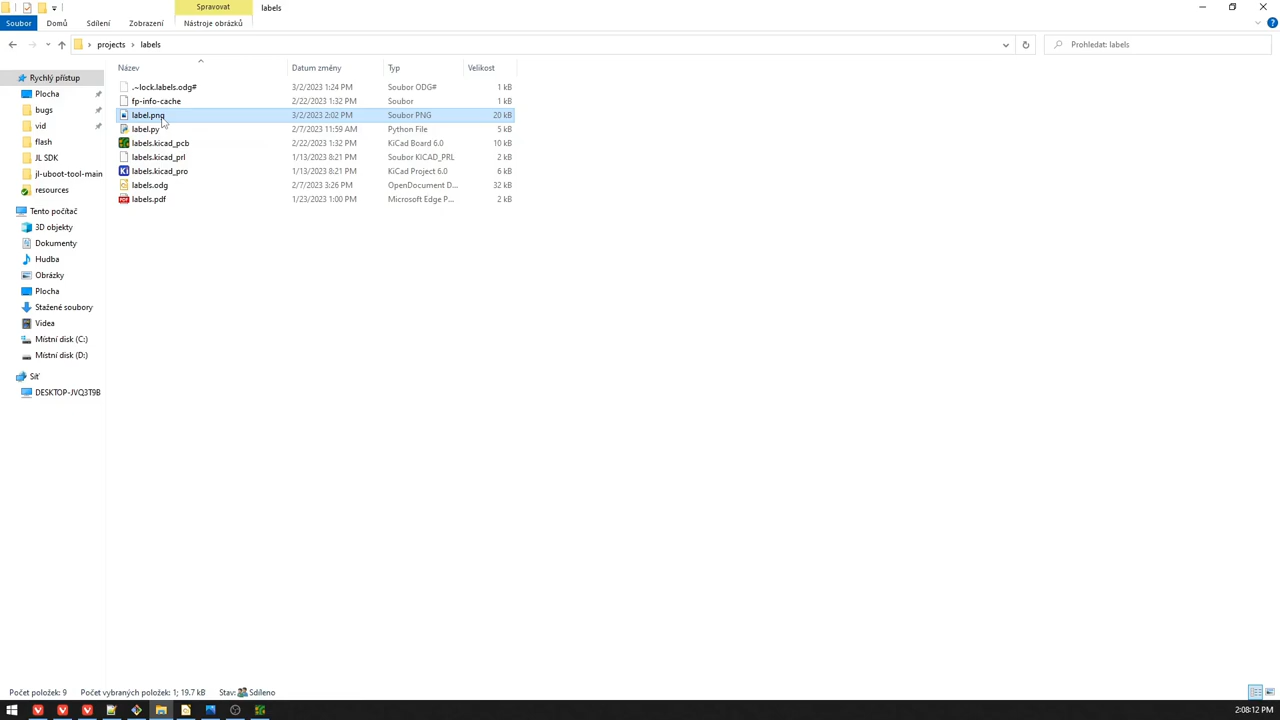 Spravovat
labels
Soubor
Domů
Sdílení
Zobrazení
Nástroje obrázků
projects
labels
Prohledat: labels
Název
Datum změny
Typ
Velikost
Rychlý přístup
Plocha
bugs
vid
flash
JL SDK
jl-uboot-tool-main
resources
Tento počítač
3D objekty
Dokumenty
Hudba
Obrázky
Plocha
Stažené soubory
Videa
Místní disk (C:)
Místní disk (D:)
Síť
DESKTOP-JVQ3T9B
.~lock.labels.odg# 3/2/2023 1:24 PM Soubor ODG# 1 kB
fp-info-cache 2/22/2023 1:32 PM Soubor 1 kB
label.png 3/2/2023 2:02 PM Soubor PNG 20 kB
label.py 2/7/2023 11:59 AM Python File 5 kB
labels.kicad_pcb 2/22/2023 1:32 PM KiCad Board 6.0 10 kB
labels.kicad_prl 1/13/2023 8:21 PM Soubor KICAD_PRL 2 kB
labels.kicad_pro 1/13/2023 8:21 PM KiCad Project 6.0 6 kB
labels.odg 2/7/2023 3:26 PM OpenDocument D... 32 kB
labels.pdf 1/23/2023 1:00 PM Microsoft Edge P... 2 kB
Počet položek: 9 Počet vybraných položek: 1; 19.7 kB Stav: Sdíleno
2:08:12 PM